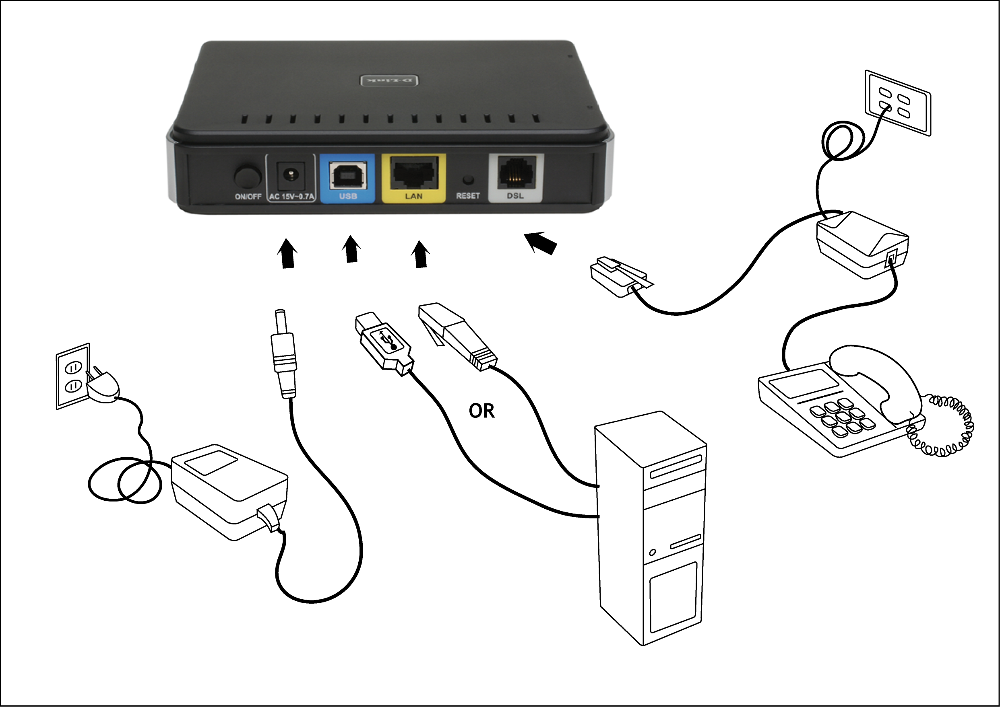 D-Link
ON/OFF
AC 15V~0.7A
USB
LAN
RESET
DSL
OR